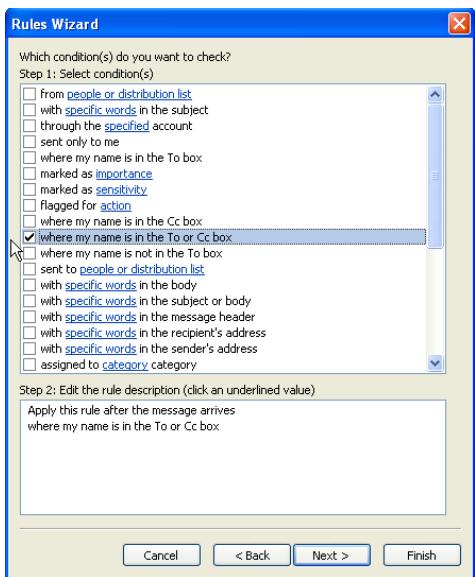 Rules Wizard
Which condition(s) do you want to check?
Step 1: Select condition(s)
from people or distribution list
with specific words in the subject
through the specified account
sent only to me
where my name is in the To box
marked as importance
marked as sensitivity
flagged for action
where my name is in the Cc box
where my name is in the To or Cc box
where my name is not in the To box
sent to people or distribution list
with specific words in the body
with specific words in the subject or body
with specific words in the message header
with specific words in the recipient's address
with specific words in the sender's address
assigned to category category
Step 2: Edit the rule description (click an underlined value)
Apply this rule after the message arrives
where my name is in the To or Cc box
Cancel < Back Next > Finish